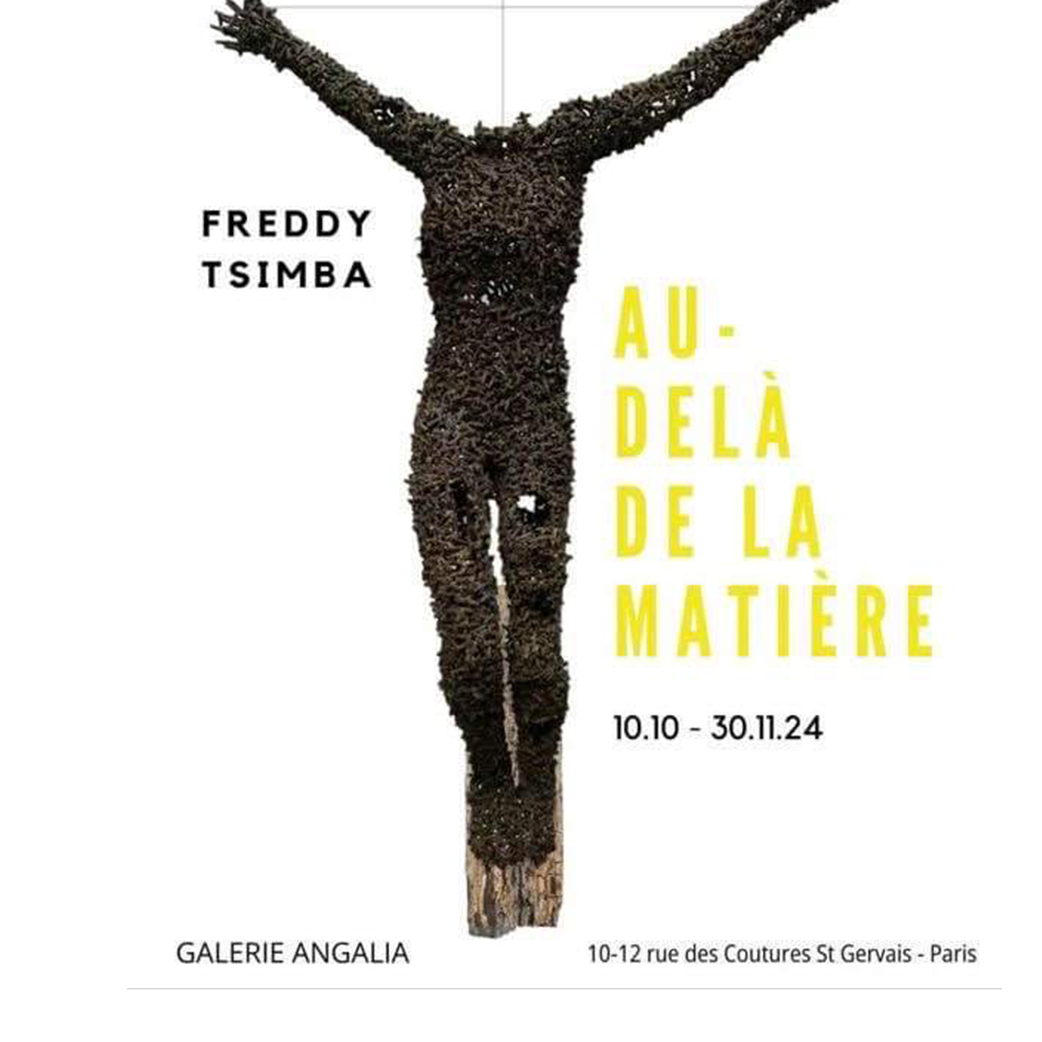 FREDDY
TSIMBA
AU-
DELÀ
DE LA
MATIÈRE
10.10 - 30.11.24
GALERIE ANGALIA
10-12 rue des Coutures St Gervais - Paris